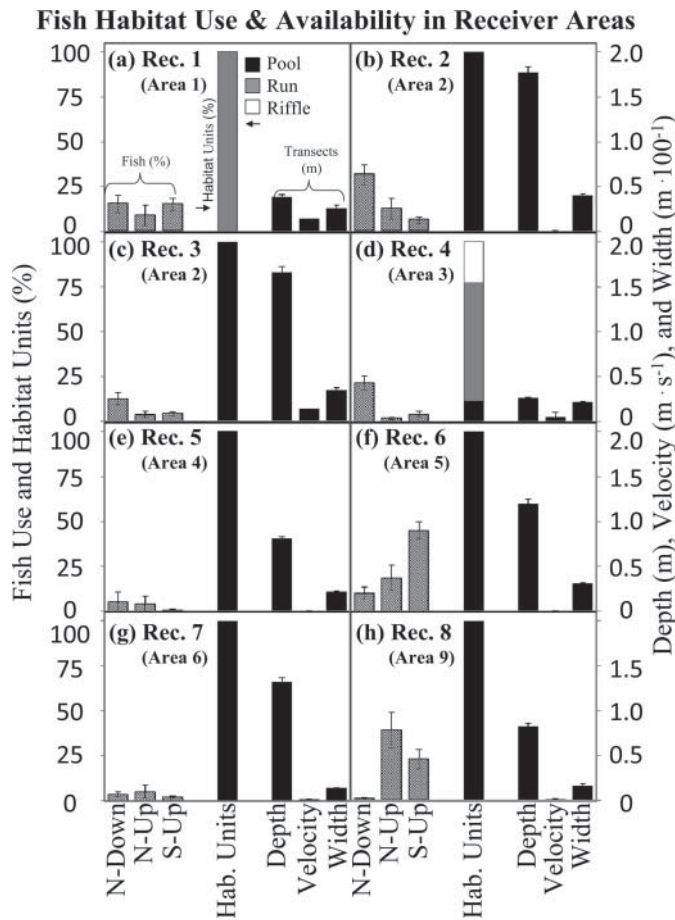 Fish Habitat Use & Availability in Receiver Areas
Fish Use and Habitat Units (%)
Depth (m), Velocity (m · s⁻¹), and Width (m ·100⁻¹)
100
75
50
25
0
(a) Rec. 1
(Area 1)
Fish (%)
Habitat Units (%)
Pool
Run
Riffle
Transects
(m)
(b) Rec. 2
(Area 2)
2.0
1.5
1.0
0.5
0
100
75
50
25
0
(c) Rec. 3
(Area 2)
(d) Rec. 4
(Area 3)
2.0
1.5
1.0
0.5
0
100
75
50
25
0
(e) Rec. 5
(Area 4)
(f) Rec. 6
(Area 5)
2.0
1.5
1.0
0.5
0
100
75
50
25
0
(g) Rec. 7
(Area 6)
(h) Rec. 8
(Area 9)
1.5
1.0
0.5
0
N-Down
N-Up
S-Up
Hab. Units
Depth
Velocity
Width
N-Down
N-Up
S-Up
Hab. Units
Depth
Velocity
Width